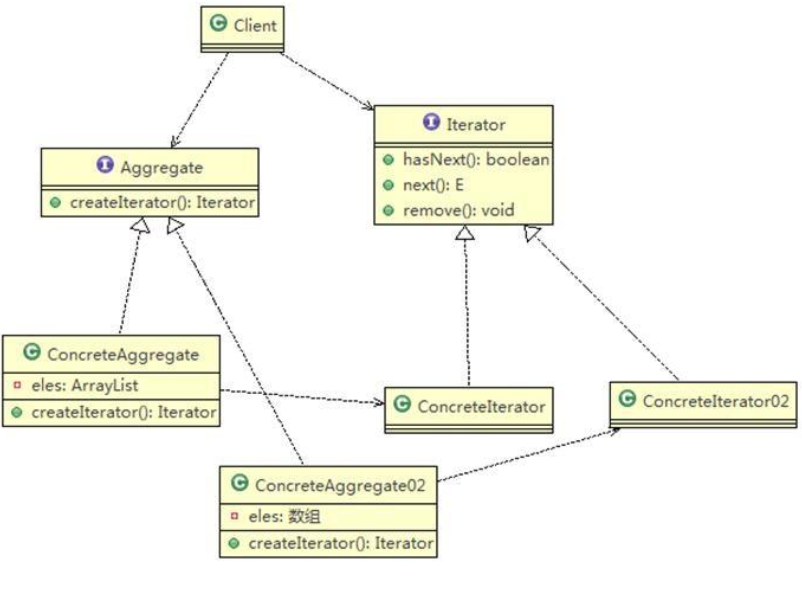 Client
Iterator
hasNext(): boolean
next(): E
remove(): void
Aggregate
createIterator(): Iterator
ConcreteAggregate
eles: ArrayList
createIterator(): Iterator
ConcreteIterator
ConcreteIterator02
ConcreteAggregate02
eles: 数组
createIterator(): Iterator